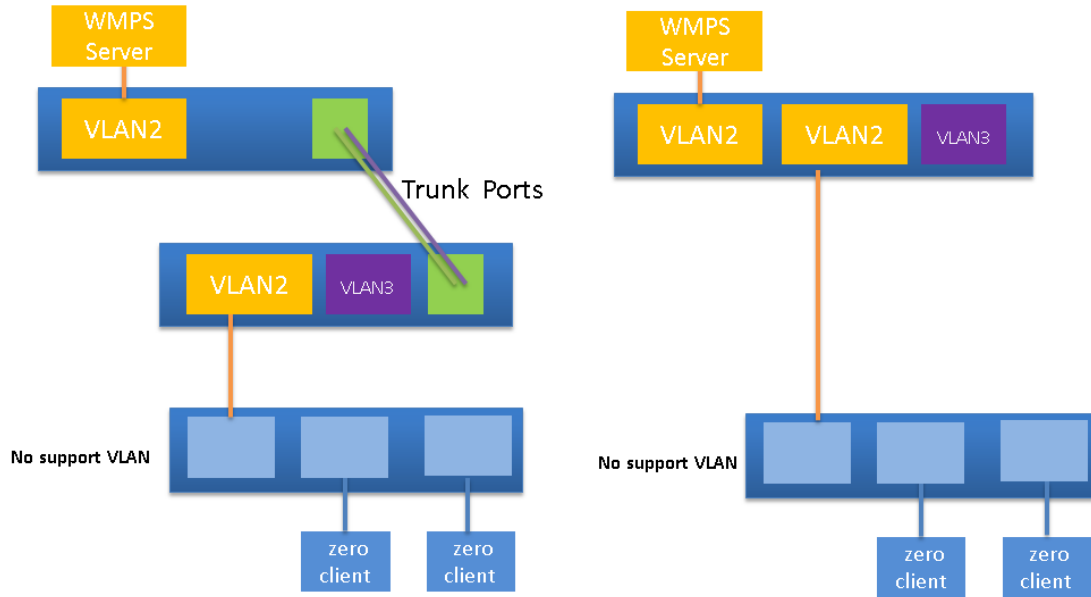 WMPS
Server
VLAN2
Trunk Ports
VLAN2
VLAN3
No support VLAN
zero
client
zero
client
WMPS
Server
VLAN2
VLAN2
VLAN3
No support VLAN
zero
client
zero
client